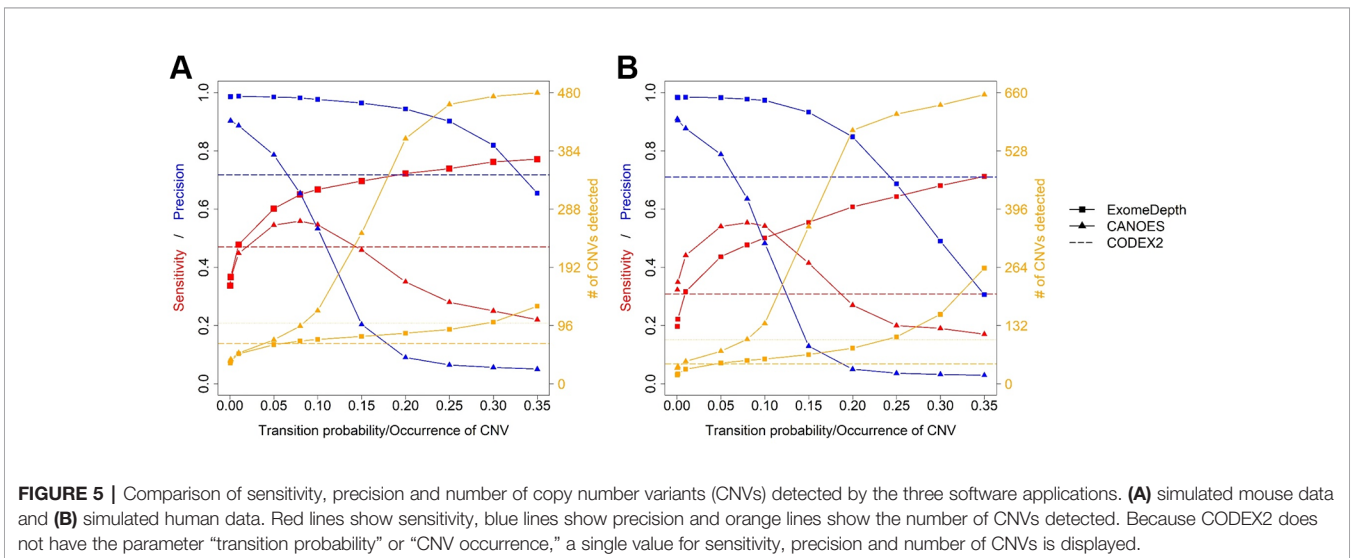 A
B
1.0
0.8
0.6
0.4
0.2
0.0
Sensitivity / Precision
480
384
288
192
96
0
# of CNVs detected
0.00 0.05 0.10 0.15 0.20 0.25 0.30 0.35
Transition probability/Occurrence of CNV
1.0
0.8
0.6
0.4
0.2
0.0
Sensitivity / Precision
660
528
396
264
132
0
# of CNVs detected
0.00 0.05 0.10 0.15 0.20 0.25 0.30 0.35
Transition probability/Occurrence of CNV
ExomeDepth
CANOES
CODEX2
FIGURE 5 | Comparison of sensitivity, precision and number of copy number variants (CNVs) detected by the three software applications. (A) simulated mouse data
and (B) simulated human data. Red lines show sensitivity, blue lines show precision and orange lines show the number of CNVs detected. Because CODEX2 does
not have the parameter “transition probability” or “CNV occurrence,” a single value for sensitivity, precision and number of CNVs is displayed.